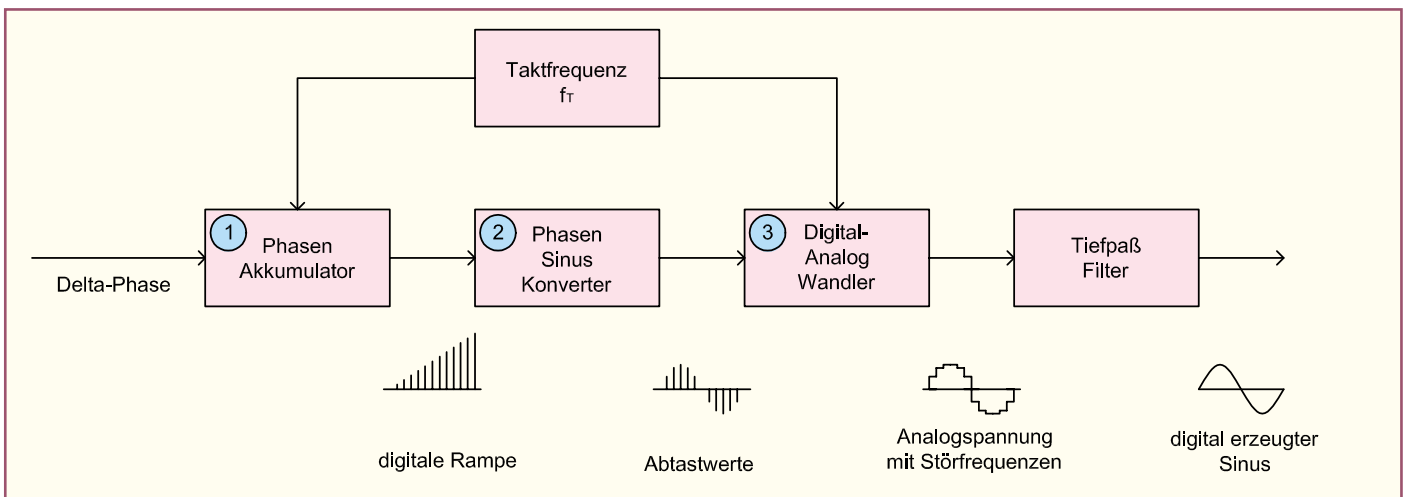 Taktfrequenz
fT
1
Phasen
Akkumulator
2
Phasen
Sinus
Konverter
3
Digital-
Analog
Wandler
Tiefpaß
Filter
Delta-Phase
digitale Rampe
Abtastwerte
Analogspannung
mit Störfrequenzen
digital erzeugter
Sinus